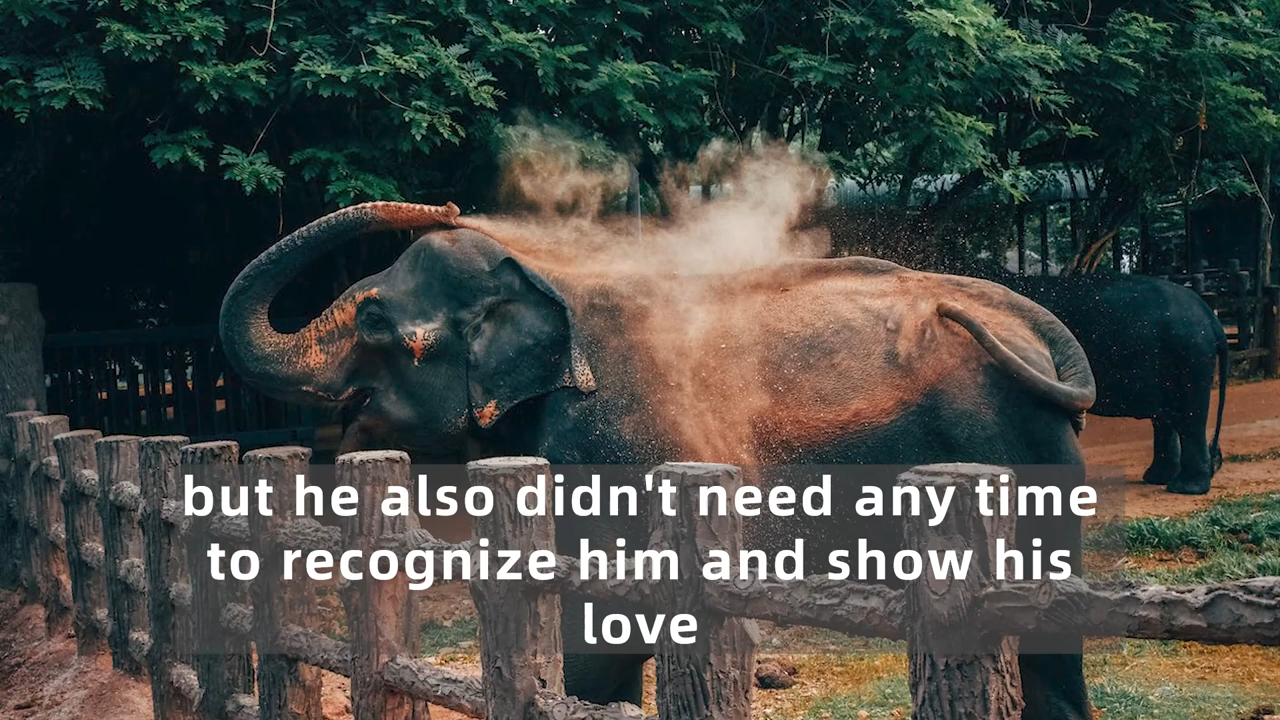 but he also didn't need any time
to recognize him and show his
love